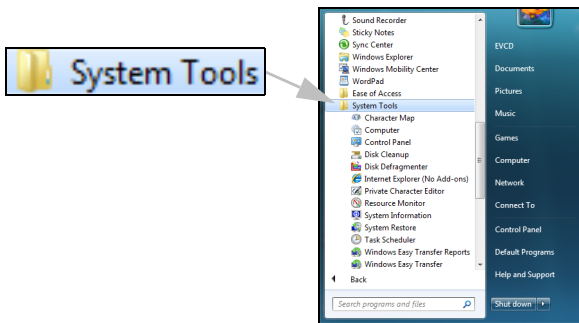 System Tools
Sound Recorder
Sticky Notes
Sync Center
Windows Explorer
Windows Mobility Center
WordPad
Ease of Access
System Tools
Character Map
Computer
Control Panel
Disk Cleanup
Disk Defragmenter
Internet Explorer (No Add-ons)
Private Character Editor
Resource Monitor
System Information
System Restore
Task Scheduler
Windows Easy Transfer Reports
Windows Easy Transfer
Back
Search programs and files
EVCD
Documents
Pictures
Music
Games
Computer
Network
Connect To
Control Panel
Default Programs
Help and Support
Shut down